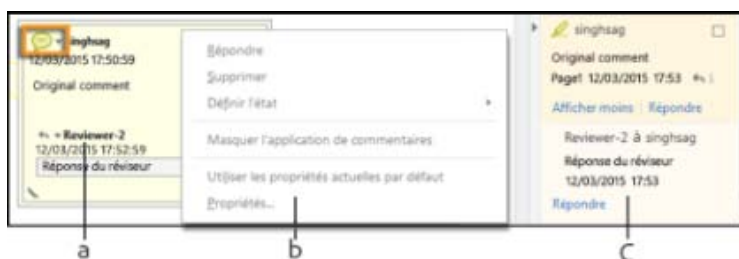 singhsag
12/03/2015 17:50:59
Original comment
Reviewer-2
12/03/2015 17:52:59
Réponse du réviseur
Répondre
Supprimer
Définir l'état
Masquer l'application de commentaires
Utiliser les propriétés actuelles par défaut
Propriétés...
singhsag
Original comment
Page1 12/03/2015 17:53
Afficher moins Répondre
Reviewer-2 à singhsag
Réponse du réviseur
12/03/2015 17:53
Répondre
a b C